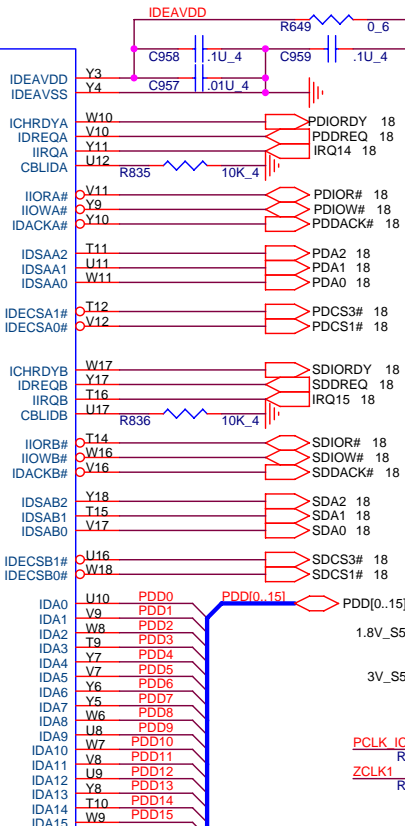 IDEAVDD
R649 0_6
C958 .1U_4 C959 .1U_4
IDEAVDD Y3
C957 .01U_4
IDEAVSS Y4
ICHRDYA W10 PDIORDY 18
IDREQA V10 PDDREQ 18
IIRQA Y11 IRQ14 18
CBLIDA U12
R835 10K_4
IIORA# V11 PDIOR# 18
IIOWA# Y9 PDIOW# 18
IDACKA# Y10 PDDACK# 18
IDSAA2 T11 PDA2 18
IDSAA1 U11 PDA1 18
IDSAA0 W11 PDA0 18
IDECSA1# T12 PDCS3# 18
IDECSA0# V12 PDCS1# 18
ICHRDYB W17 SDIORDY 18
IDREQB Y17 SDDREQ 18
IIRQB T16 IRQ15 18
CBLIDB U17
R836 10K_4
IIORB# T14 SDIOR# 18
IIOWB# W16 SDIOW# 18
IDACKB# V16 SDDACK# 18
IDSAB2 Y18 SDA2 18
IDSAB1 T15 SDA1 18
IDSAB0 V17 SDA0 18
IDECSB1# U16 SDCS3# 18
IDECSB0# W18 SDCS1# 18
IDA0 U10 PDD0 PDD[0..15] PDD[0..15]
IDA1 V9 PDD1
IDA2 W8 PDD2 1.8V_S5
IDA3 T9 PDD3
IDA4 Y7 PDD4
IDA5 V7 PDD5 3V_S5
IDA6 Y6 PDD6
IDA7 Y5 PDD7
IDA8 W6 PDD8
IDA9 U8 PDD9
IDA10 W7 PDD10 PCLK_IC
IDA11 V8 PDD11 R
IDA12 U9 PDD12 ZCLK1
IDA13 Y8 PDD13 R
IDA14 T10 PDD14
IDA15 W9 PDD15